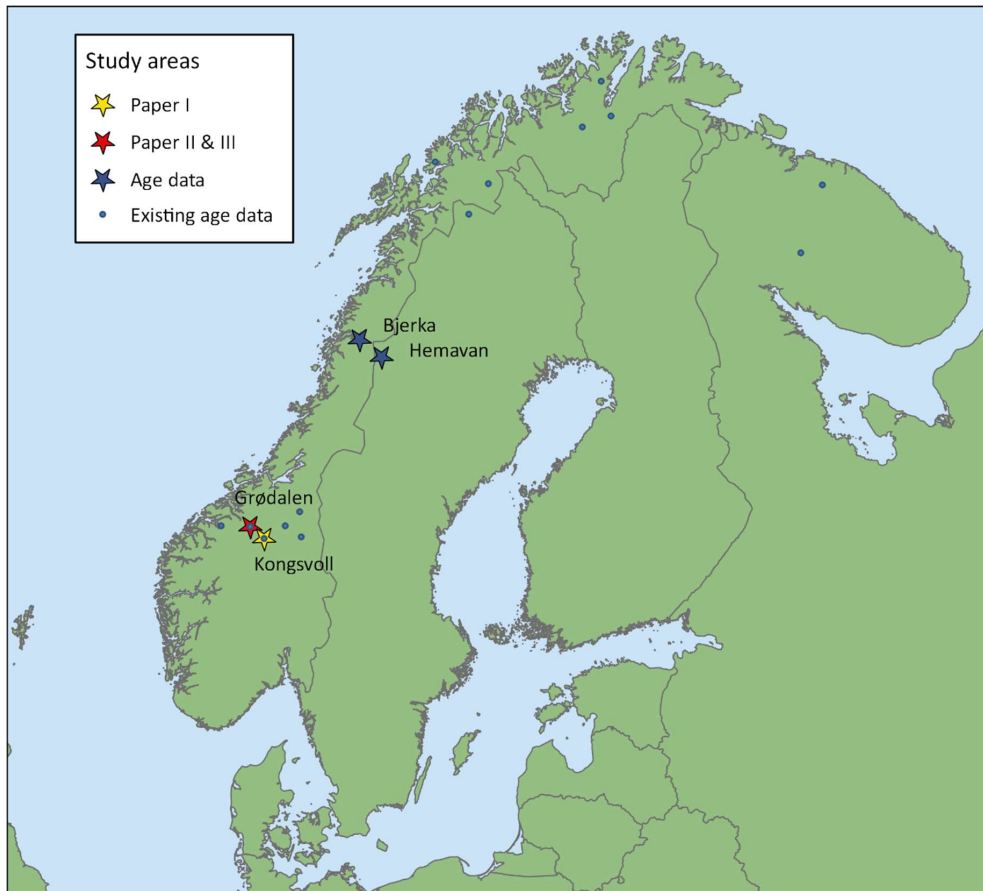 Study areas
Paper I
Paper II & III
Age data
Existing age data
Bjerka
Hemavan
Grødalen
Kongsvoll